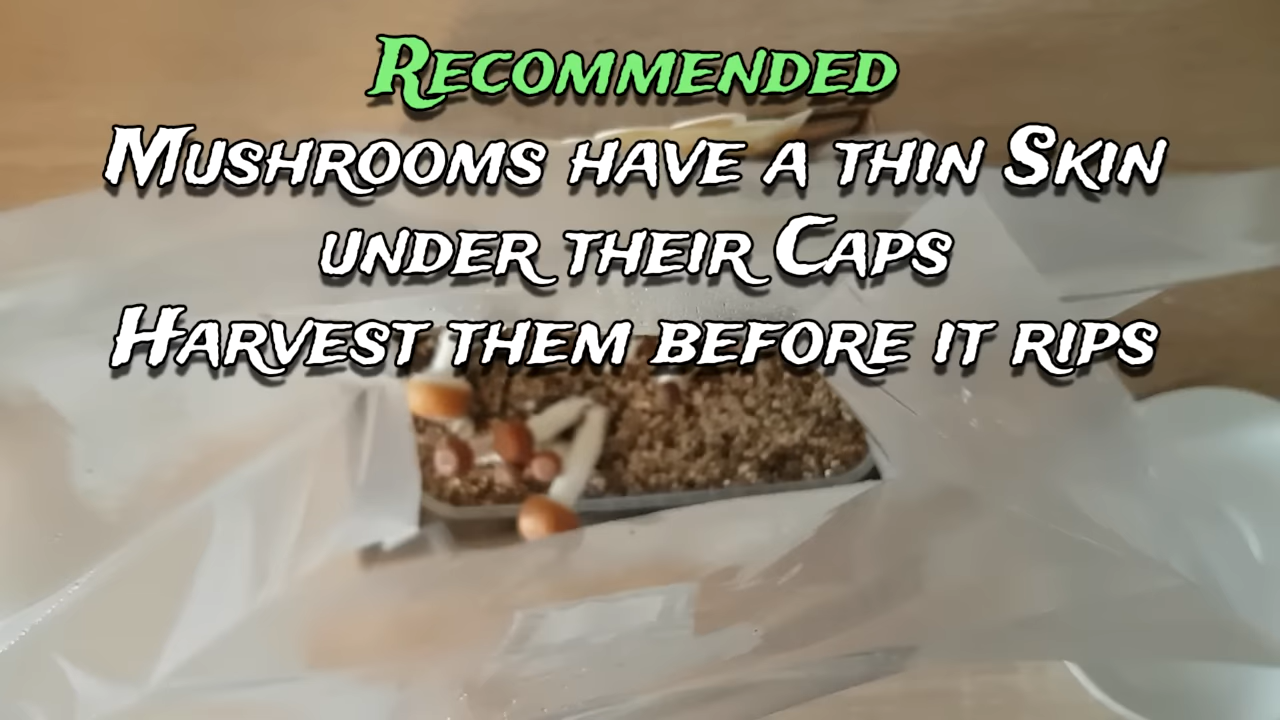 Recommended
Mushrooms have a thin Skin
under their Caps
Harvest them before it rips